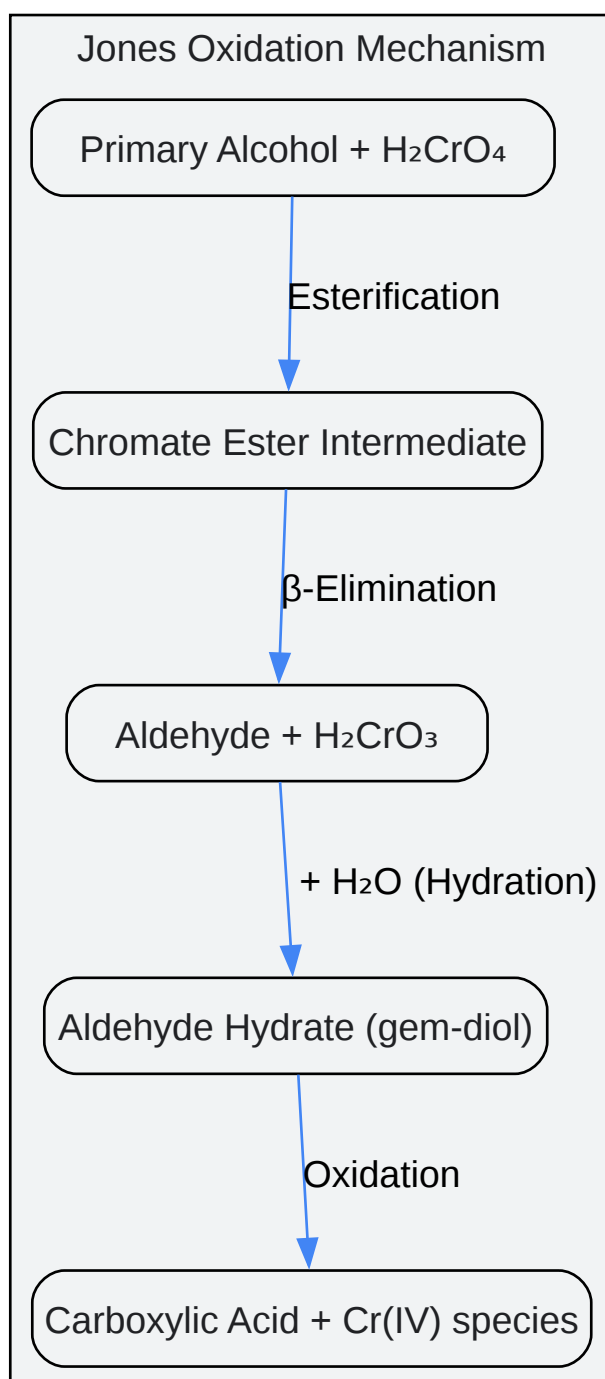 Jones Oxidation Mechanism
Primary Alcohol + H₂CrO₄
Esterification
Chromate Ester Intermediate
β-Elimination
Aldehyde + H₂CrO₃
+ H₂O (Hydration)
Aldehyde Hydrate (gem-diol)
Oxidation
Carboxylic Acid + Cr(IV) species